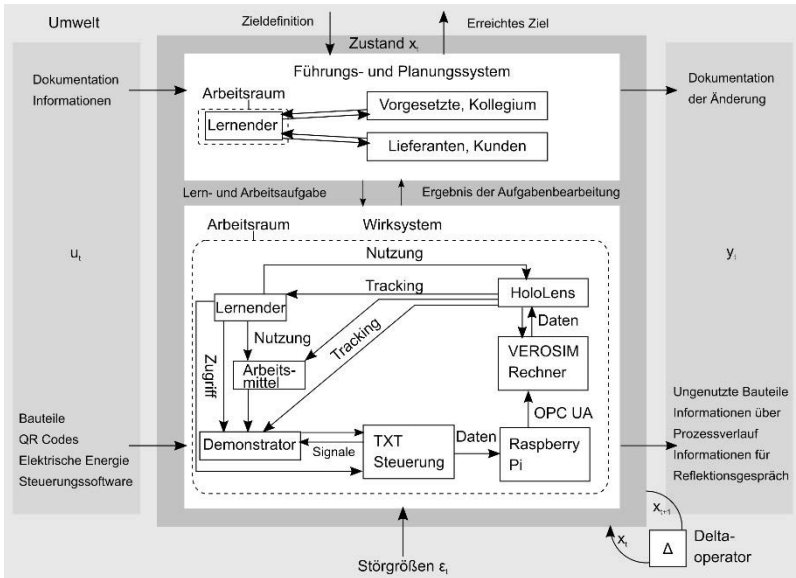 Umwelt
Zieldefinition
Erreichtes Ziel
Zustand xₜ
Führungs- und Planungssystem
Dokumentation
Informationen
Arbeitsraum
Lernender
Vorgesetzte, Kollegium
Lieferanten, Kunden
Dokumentation
der Änderung
Lern- und Arbeitsaufgabe
Ergebnis der Aufgabenbearbeitung
Arbeitsraum
Wirksystem
uₜ
yₜ
Nutzung
Tracking
HoloLens
Lernender
Daten
Nutzung
Tracking
Zugriff
Arbeits-
mittel
VEROSIM
Rechner
OPC UA
Bauteile
QR Codes
Elektrische Energie
Steuerungssoftware
Demonstrator
Signale
TXT
Steuerung
Daten
Raspberry
Pi
Ungenutzte Bauteile
Informationen über
Prozessverlauf
Informationen für
Reflektionsgespräch
xₜ₊₁
xₜ
Δ
Delta-
operator
Störgrößen εₜ